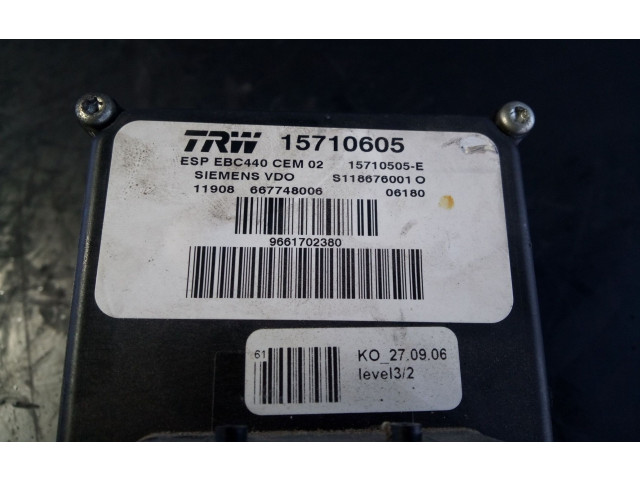 TRW 15710605
ESP EBC440 CEM 02 15710505-E
SIEMENS VDO S118676001 O
11908 667748006 06180
9661702380
61
KO_27.09.06
level3/2